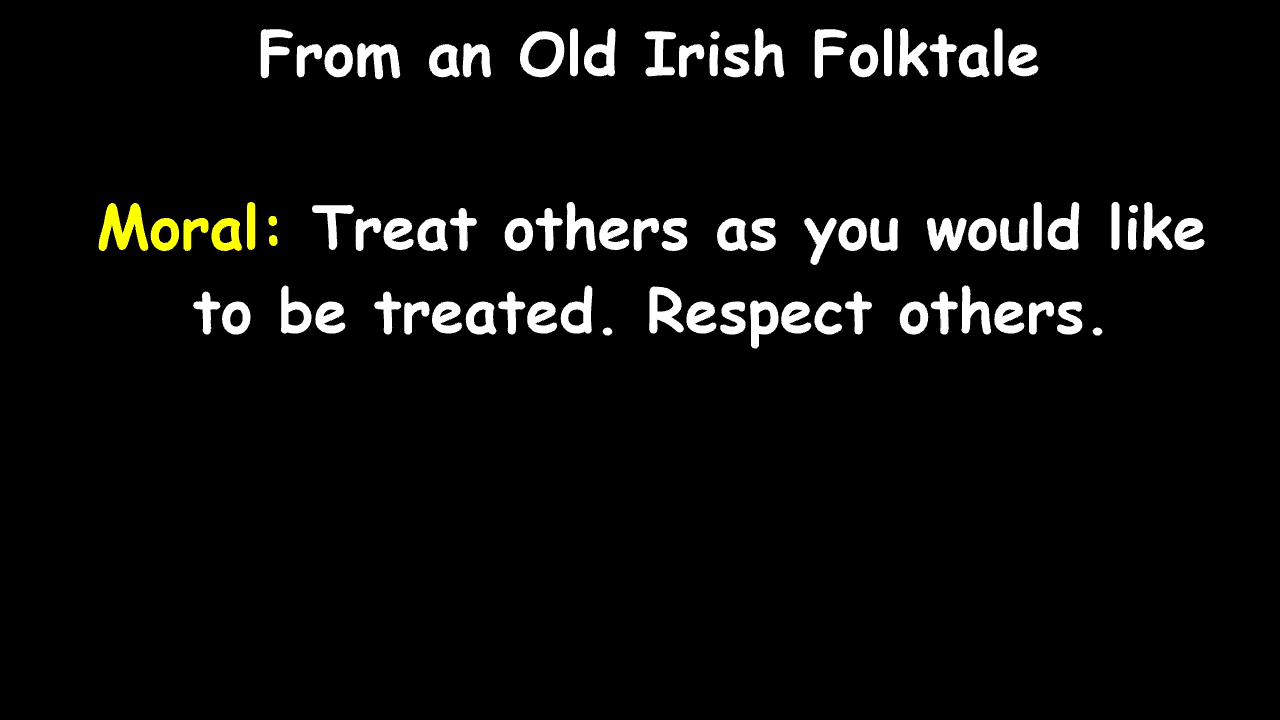 From an Old Irish Folktale
Moral: Treat others as you would like
to be treated. Respect others.